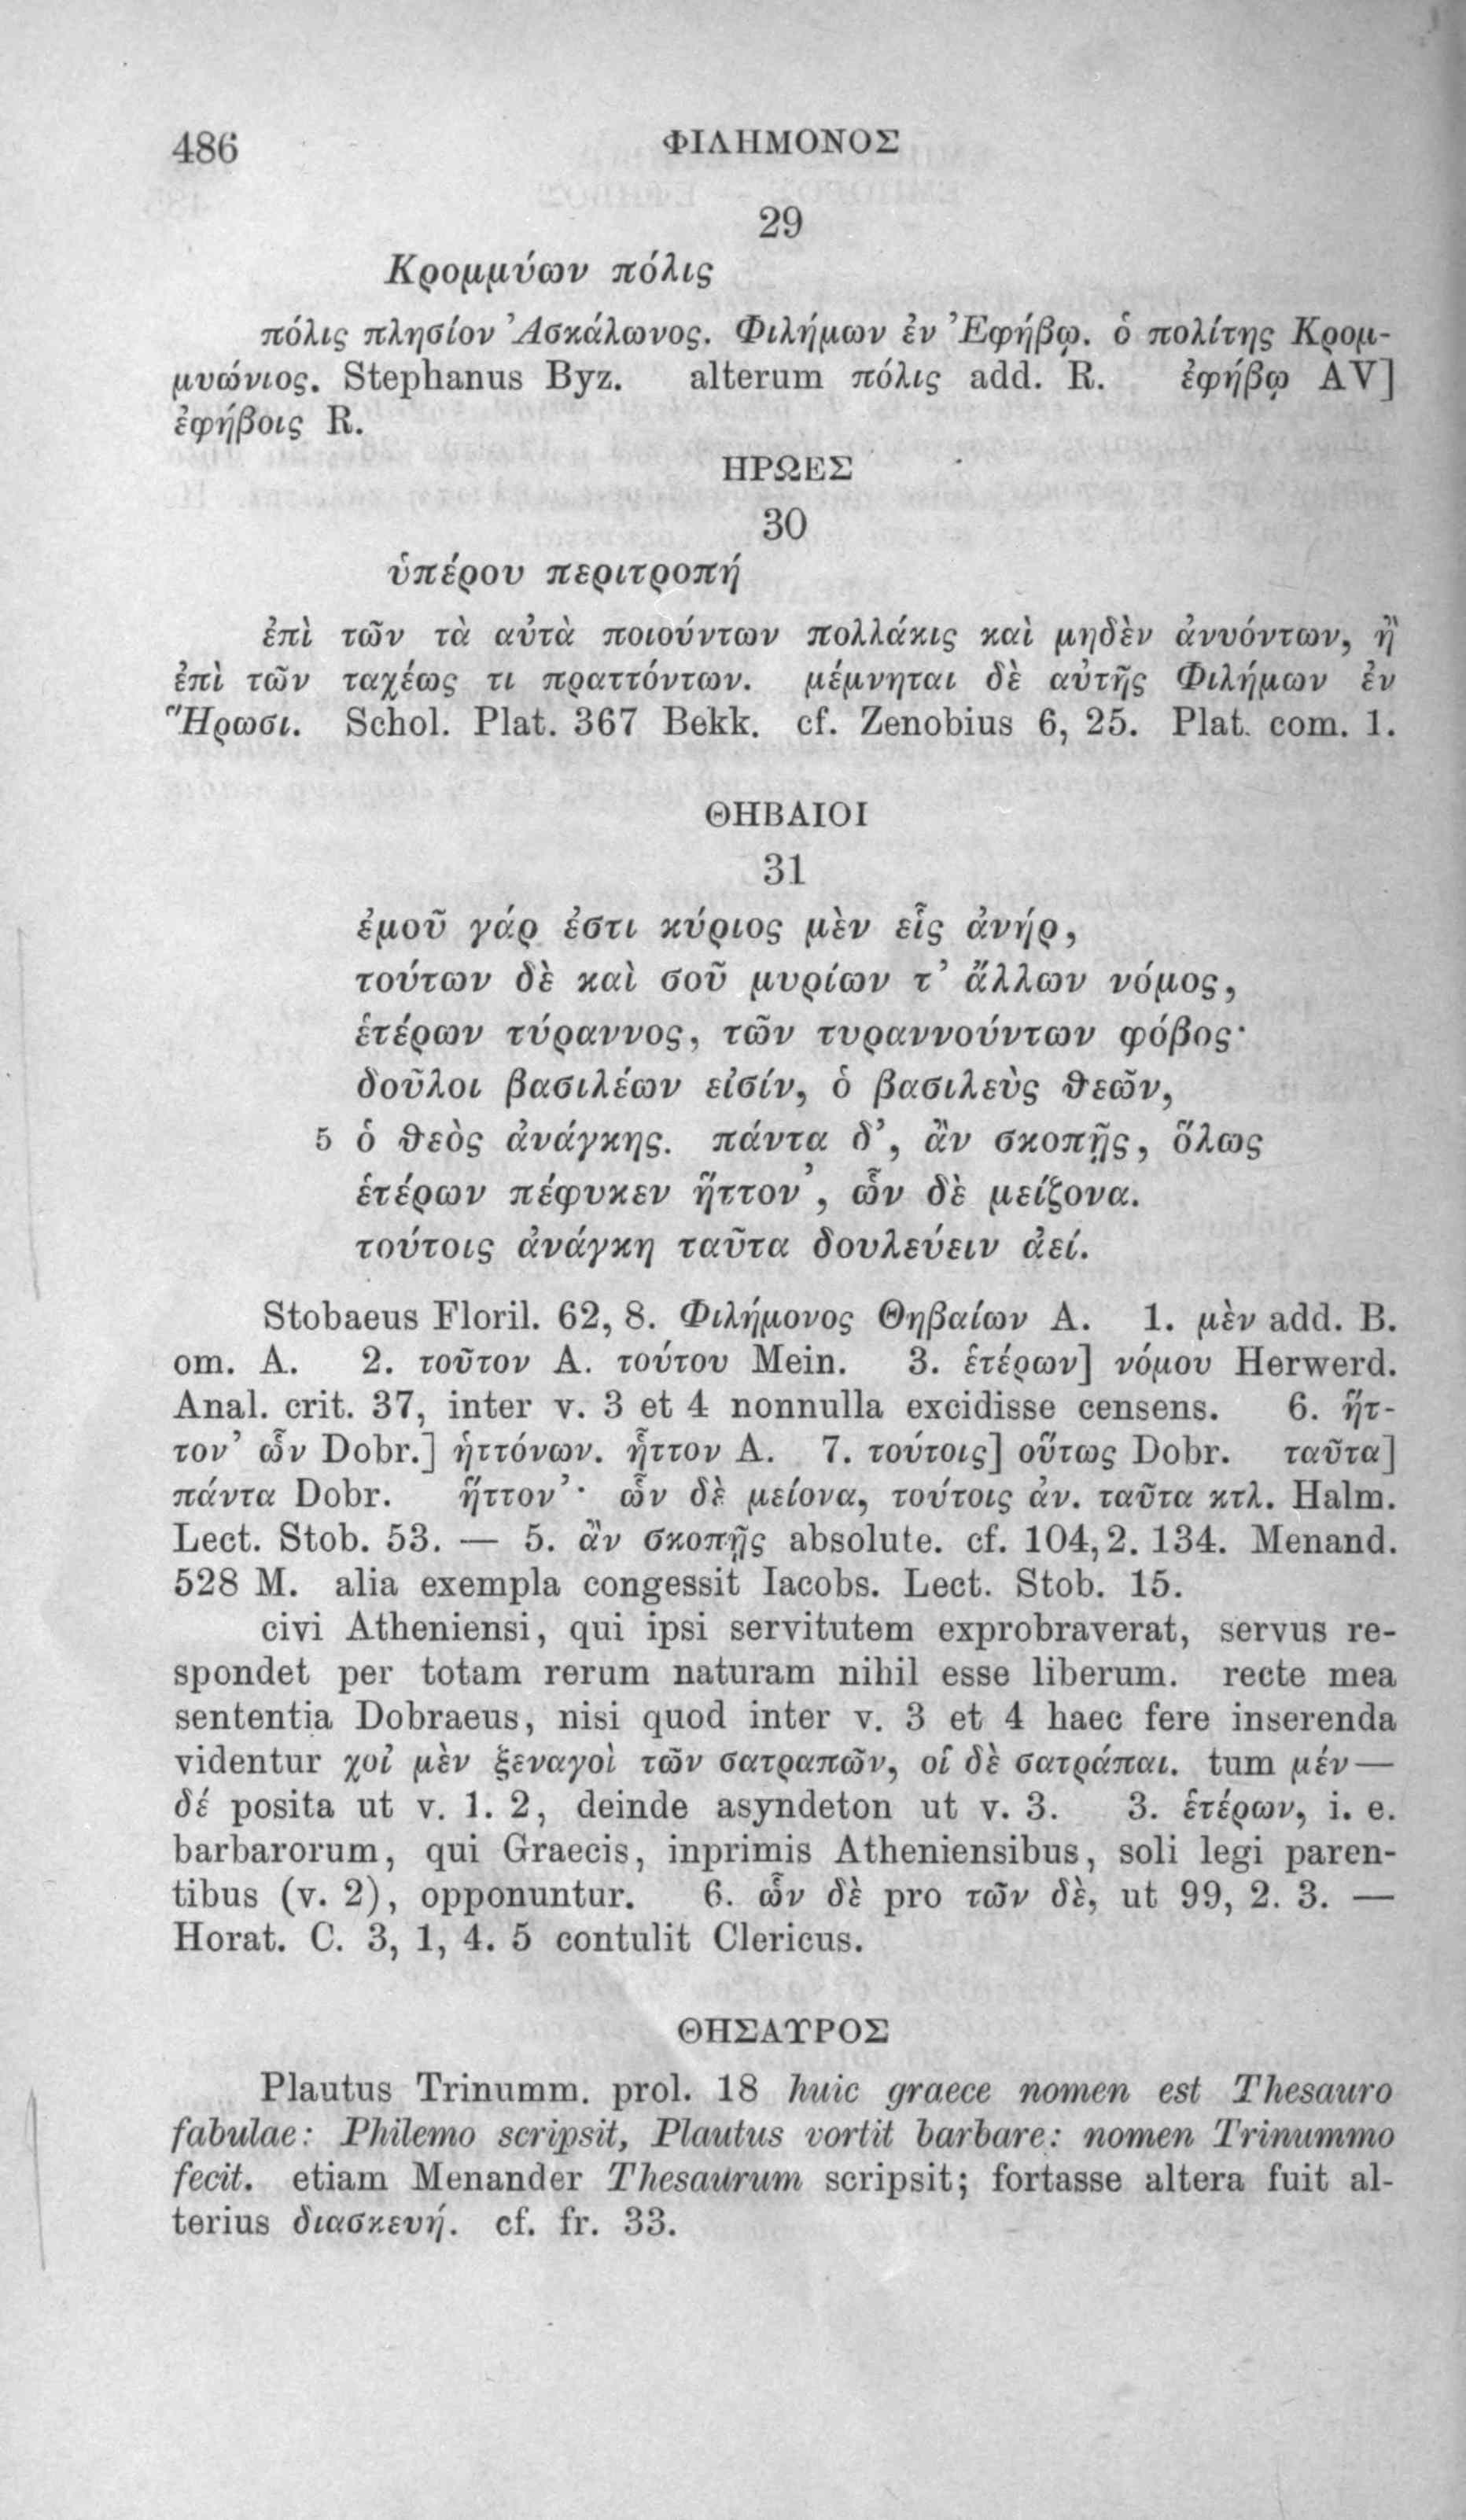 486
ΦΙΛΗΜΟΝΟΣ
29
Κρομμύων πόλις
πόλις πλησίον Ἀσκάλωνος. Φιλήμων ἐν Ἐφήβῳ. ὁ πολίτης Κρομ-
μυώνιος. Stephanus Byz. alterum πόλις add. R. ἐφήβῳ AV]
ἐφήβοις R.
ΗΡΩΕΣ
30
ὑπέρου περιτροπή
ἐπὶ τῶν τὰ αὐτὰ ποιούντων πολλάκις καὶ μηδὲν ἀνυόντων, ἢ
ἐπὶ τῶν ταχέως τι πραττόντων. μέμνηται δὲ αὐτῆς Φιλήμων ἐν
Ἥρωσι. Schol. Plat. 367 Bekk. cf. Zenobius 6, 25. Plat. com. 1.
ΘΗΒΑΙΟΙ
31
ἐμοῦ γάρ ἐστι κύριος μὲν εἷς ἀνήρ,
τούτων δὲ καὶ σοῦ μυρίων τ' ἄλλων νόμος,
ἑτέρων τύραννος, τῶν τυραννούντων φόβος·
δοῦλοι βασιλέων εἰσίν, ὁ βασιλεὺς θεῶν,
5 ὁ θεὸς ἀνάγκης. πάντα δ', ἂν σκοπῇς, ὅλως
ἑτέρων πέφυκεν ἥττον', ὧν δὲ μείζονα.
τούτοις ἀνάγκη ταῦτα δουλεύειν ἀεί.
Stobaeus Floril. 62, 8. Φιλήμονος Θηβαίων A. 1. μὲν add. B.
om. A. 2. τοῦτον A. τούτου Mein. 3. ἑτέρων] νόμου Herwerd.
Anal. crit. 37, inter v. 3 et 4 nonnulla excidisse censens. 6. ἥτ-
τον' ὧν Dobr.] ἡττόνων. ἧττον A. 7. τούτοις] οὕτως Dobr. ταῦτα]
πάντα Dobr. ἥττον'· ὧν δὲ μείονα, τούτοις ἀν. ταῦτα κτλ. Halm.
Lect. Stob. 53. — 5. ἂν σκοπῇς absolute. cf. 104, 2. 134. Menand.
528 M. alia exempla congessit Iacobs. Lect. Stob. 15.
civi Atheniensi, qui ipsi servitutem exprobraverat, servus re-
spondet per totam rerum naturam nihil esse liberum. recte mea
sententia Dobraeus, nisi quod inter v. 3 et 4 haec fere inserenda
videntur χοἱ μὲν ξεναγοὶ τῶν σατραπῶν, οἱ δὲ σατράπαι. tum μέν—
δέ posita ut v. 1. 2, deinde asyndeton ut v. 3. 3. ἑτέρων, i. e.
barbarorum, qui Graecis, inprimis Atheniensibus, soli legi paren-
tibus (v. 2), opponuntur. 6. ὧν δὲ pro τῶν δὲ, ut 99, 2. 3. —
Horat. C. 3, 1, 4. 5 contulit Clericus.
ΘΗΣΑΥΡΟΣ
Plautus Trinumm. prol. 18 huic graece nomen est Thesauro
fabulae: Philemo scripsit, Plautus vortit barbare: nomen Trinummo
fecit. etiam Menander Thesaurum scripsit; fortasse altera fuit al-
terius διασκευή. cf. fr. 33.